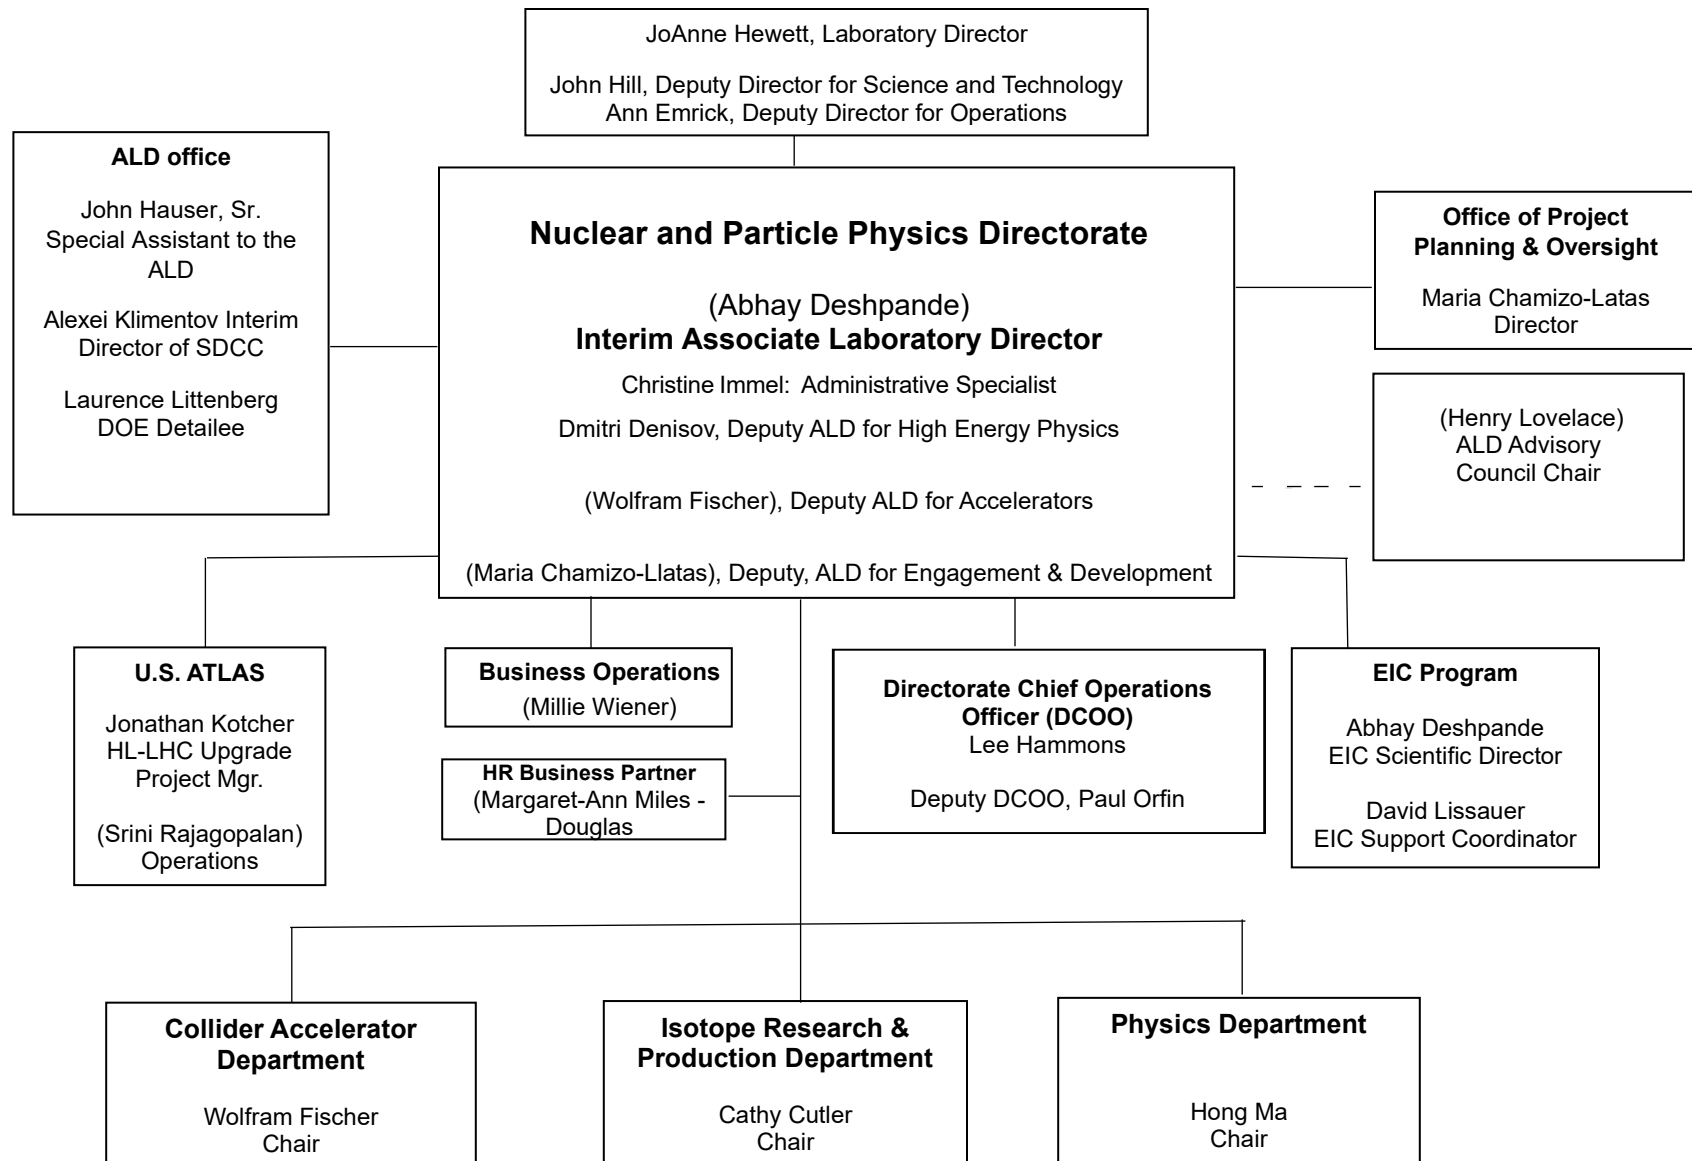 JoAnne Hewett, Laboratory Director
John Hill, Deputy Director for Science and Technology
Ann Emrick, Deputy Director for Operations
ALD office
John Hauser, Sr.
Special Assistant to the
ALD
Alexei Klimentov Interim
Director of SDCC
Laurence Littenberg
DOE Detailee
Nuclear and Particle Physics Directorate
(Abhay Deshpande)
Interim Associate Laboratory Director
Christine Immel: Administrative Specialist
Dmitri Denisov, Deputy ALD for High Energy Physics
(Wolfram Fischer), Deputy ALD for Accelerators
(Maria Chamizo-Llatas), Deputy, ALD for Engagement & Development
Office of Project
Planning & Oversight
Maria Chamizo-Latas
Director
(Henry Lovelace)
ALD Advisory
Council Chair
U.S. ATLAS
Jonathan Kotcher
HL-LHC Upgrade
Project Mgr.
(Srini Rajagopalan)
Operations
Business Operations
(Millie Wiener)
HR Business Partner
(Margaret-Ann Miles -
Douglas
Directorate Chief Operations
Officer (DCOO)
Lee Hammons
Deputy DCOO, Paul Orfin
EIC Program
Abhay Deshpande
EIC Scientific Director
David Lissauer
EIC Support Coordinator
Collider Accelerator
Department
Wolfram Fischer
Chair
Isotope Research &
Production Department
Cathy Cutler
Chair
Physics Department
Hong Ma
Chair